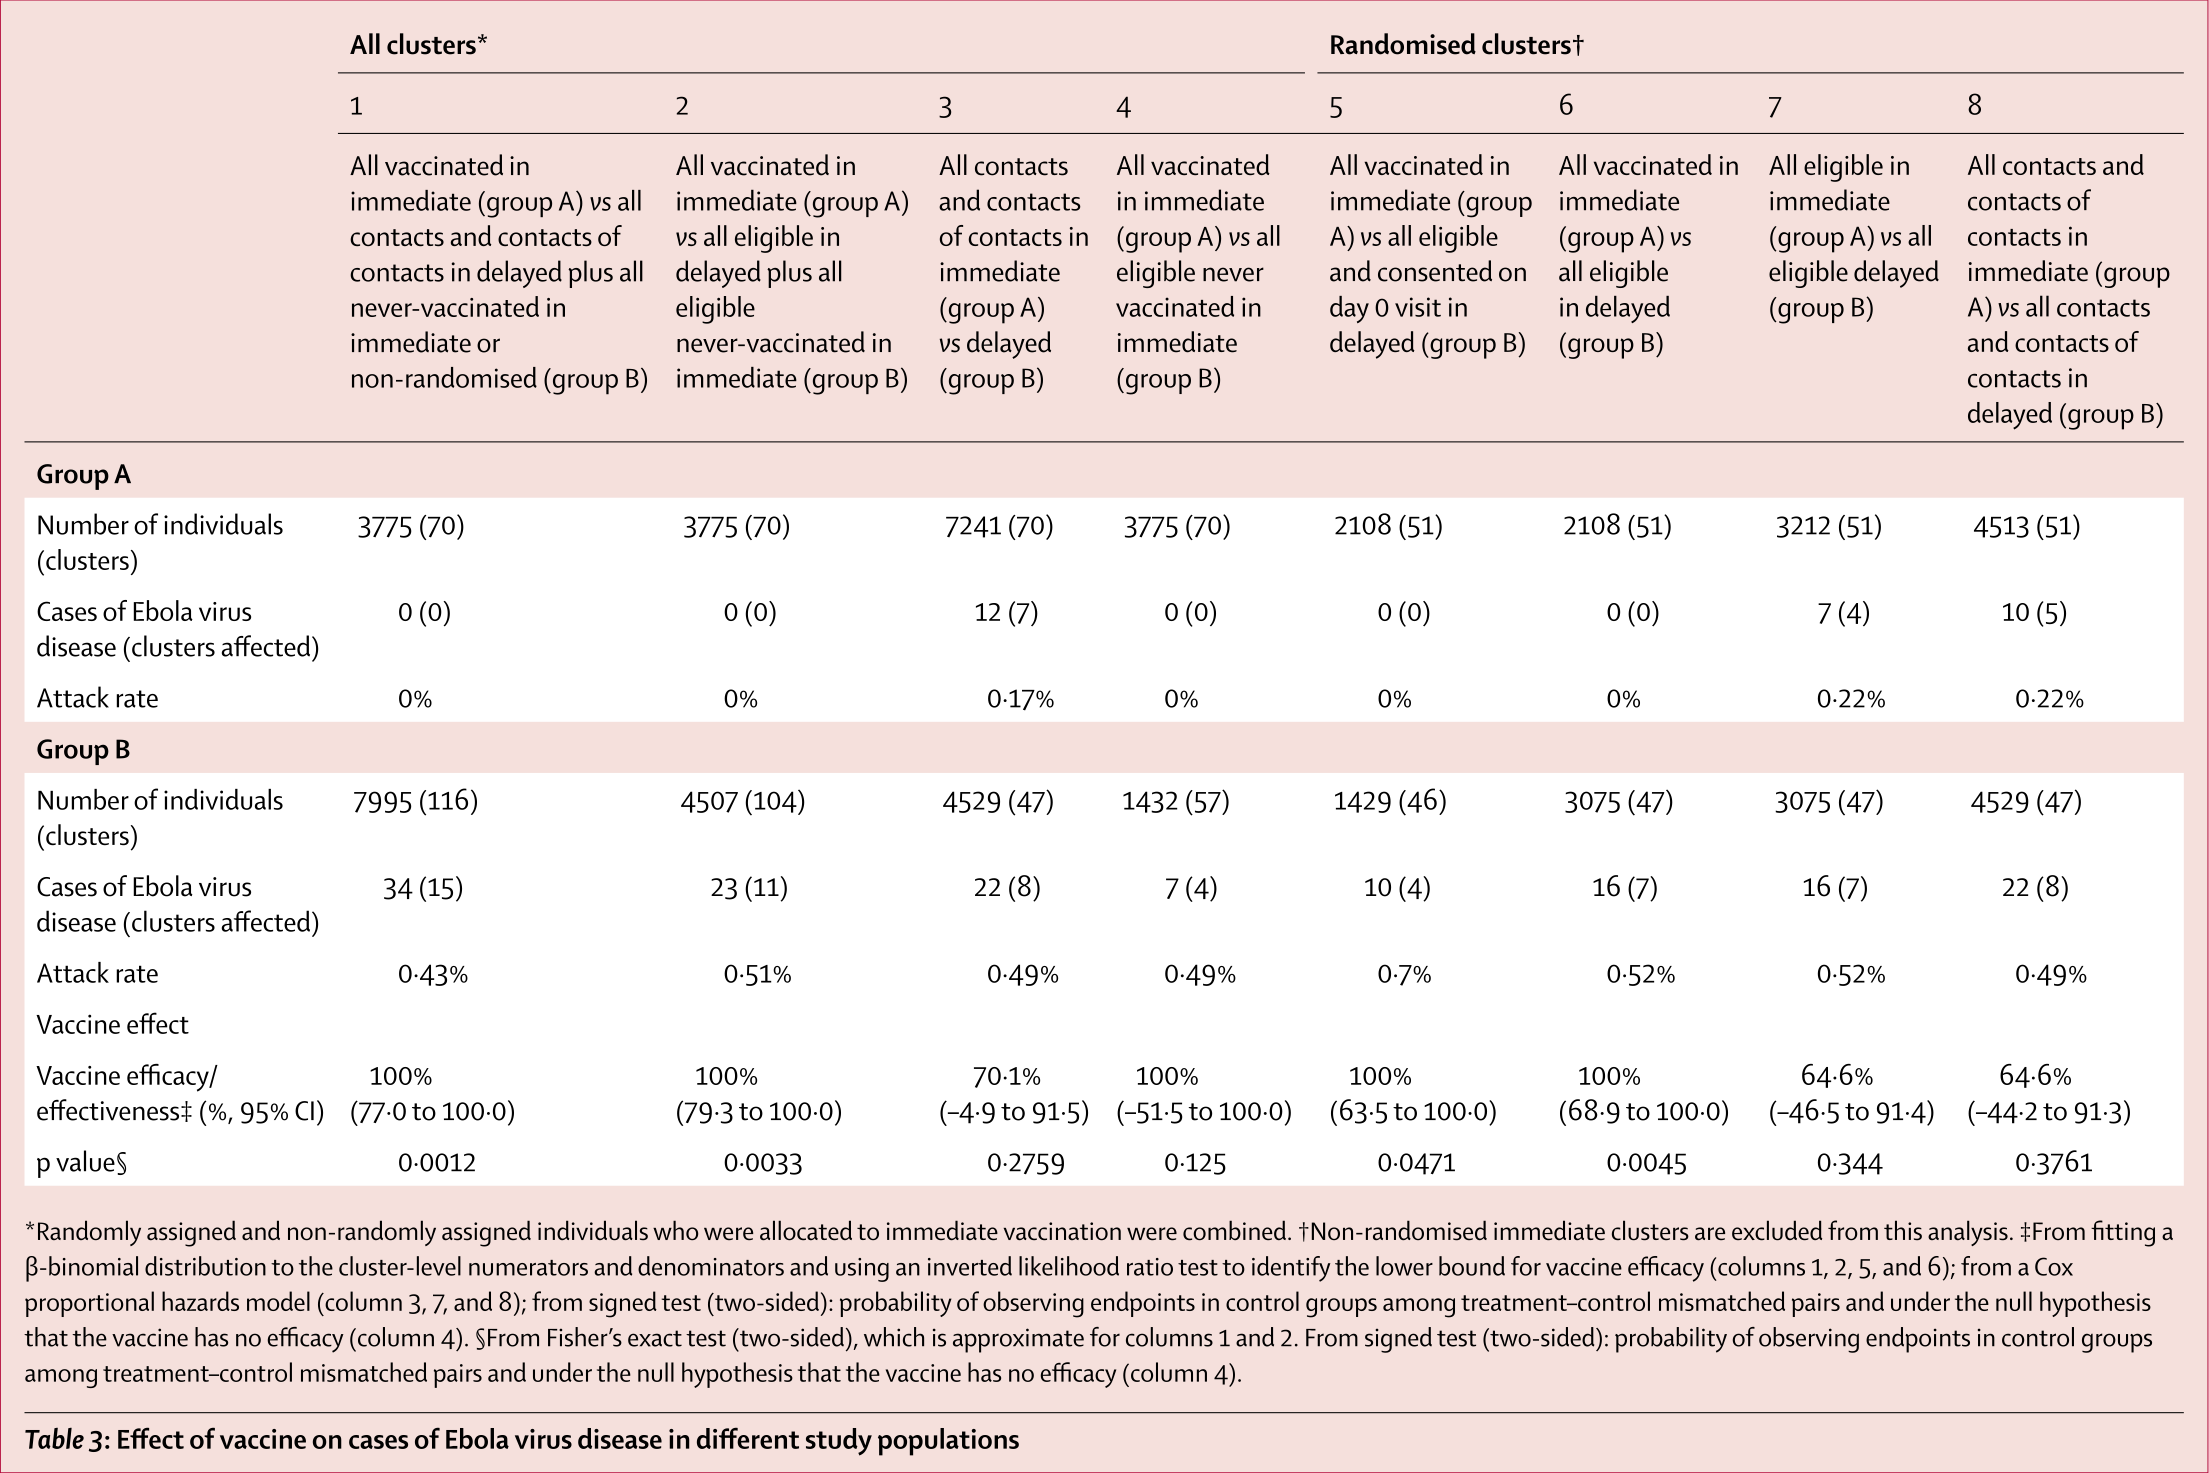 All clusters* Randomised clusters†
1 2 3 4 5 6 7 8
All vaccinated in
immediate (group A) vs all
contacts and contacts of
contacts in delayed plus all
never-vaccinated in
immediate or
non-randomised (group B)
All vaccinated in
immediate (group A)
vs all eligible in
delayed plus all
eligible
never-vaccinated in
immediate (group B)
All contacts
and contacts
of contacts in
immediate
(group A)
vs delayed
(group B)
All vaccinated
in immediate
(group A) vs all
eligible never
vaccinated in
immediate
(group B)
All vaccinated in
immediate (group
A) vs all eligible
and consented on
day 0 visit in
delayed (group B)
All vaccinated in
immediate
(group A) vs
all eligible
in delayed
(group B)
All eligible in
immediate
(group A) vs all
eligible delayed
(group B)
All contacts and
contacts of
contacts in
immediate (group
A) vs all contacts
and contacts of
contacts in
delayed (group B)
Group A
Number of individuals 3775 (70) 3775 (70) 7241 (70) 3775 (70) 2108 (51) 2108 (51) 3212 (51) 4513 (51)
(clusters)
Cases of Ebola virus 0 (0) 0 (0) 12 (7) 0 (0) 0 (0) 0 (0) 7 (4) 10 (5)
disease (clusters affected)
Attack rate 0% 0% 0·17% 0% 0% 0% 0·22% 0·22%
Group B
Number of individuals 7995 (116) 4507 (104) 4529 (47) 1432 (57) 1429 (46) 3075 (47) 3075 (47) 4529 (47)
(clusters)
Cases of Ebola virus 34 (15) 23 (11) 22 (8) 7 (4) 10 (4) 16 (7) 16 (7) 22 (8)
disease (clusters affected)
Attack rate 0·43% 0·51% 0·49% 0·49% 0·7% 0·52% 0·52% 0·49%
Vaccine effect
Vaccine efficacy/ 100% 100% 70·1% 100% 100% 100% 64·6% 64·6%
effectiveness‡ (%, 95% CI) (77·0 to 100·0) (79·3 to 100·0) (–4·9 to 91·5) (–51·5 to 100·0) (63·5 to 100·0) (68·9 to 100·0) (–46·5 to 91·4) (–44·2 to 91·3)
p value§ 0·0012 0·0033 0·2759 0·125 0·0471 0·0045 0·344 0·3761
*Randomly assigned and non-randomly assigned individuals who were allocated to immediate vaccination were combined. †Non-randomised immediate clusters are excluded from this analysis. ‡From fitting a
β-binomial distribution to the cluster-level numerators and denominators and using an inverted likelihood ratio test to identify the lower bound for vaccine efficacy (columns 1, 2, 5, and 6); from a Cox
proportional hazards model (column 3, 7, and 8); from signed test (two-sided): probability of observing endpoints in control groups among treatment–control mismatched pairs and under the null hypothesis
that the vaccine has no efficacy (column 4). §From Fisher’s exact test (two-sided), which is approximate for columns 1 and 2. From signed test (two-sided): probability of observing endpoints in control groups
among treatment–control mismatched pairs and under the null hypothesis that the vaccine has no efficacy (column 4).
Table 3: Effect of vaccine on cases of Ebola virus disease in different study populations